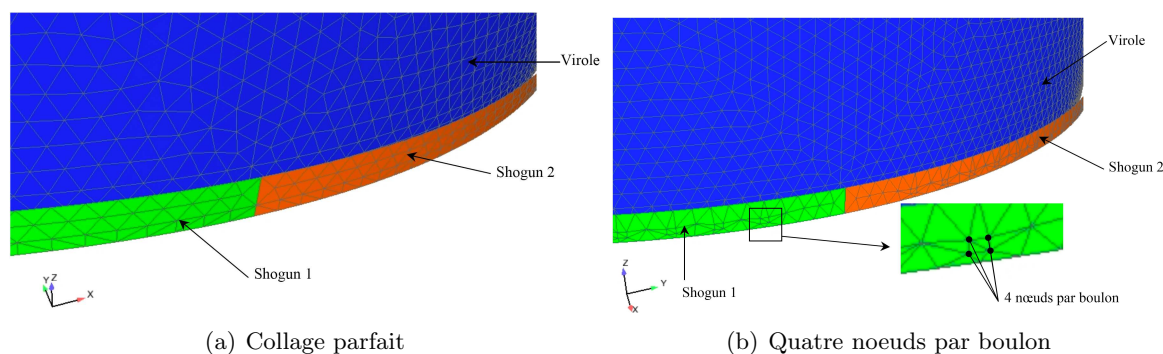 Virole
Shogun 2
Shogun 1
Y Z X
(a) Collage parfait
Virole
Shogun 2
Z
Y
X
Shogun 1
4 nœuds par boulon
(b) Quatre noeuds par boulon